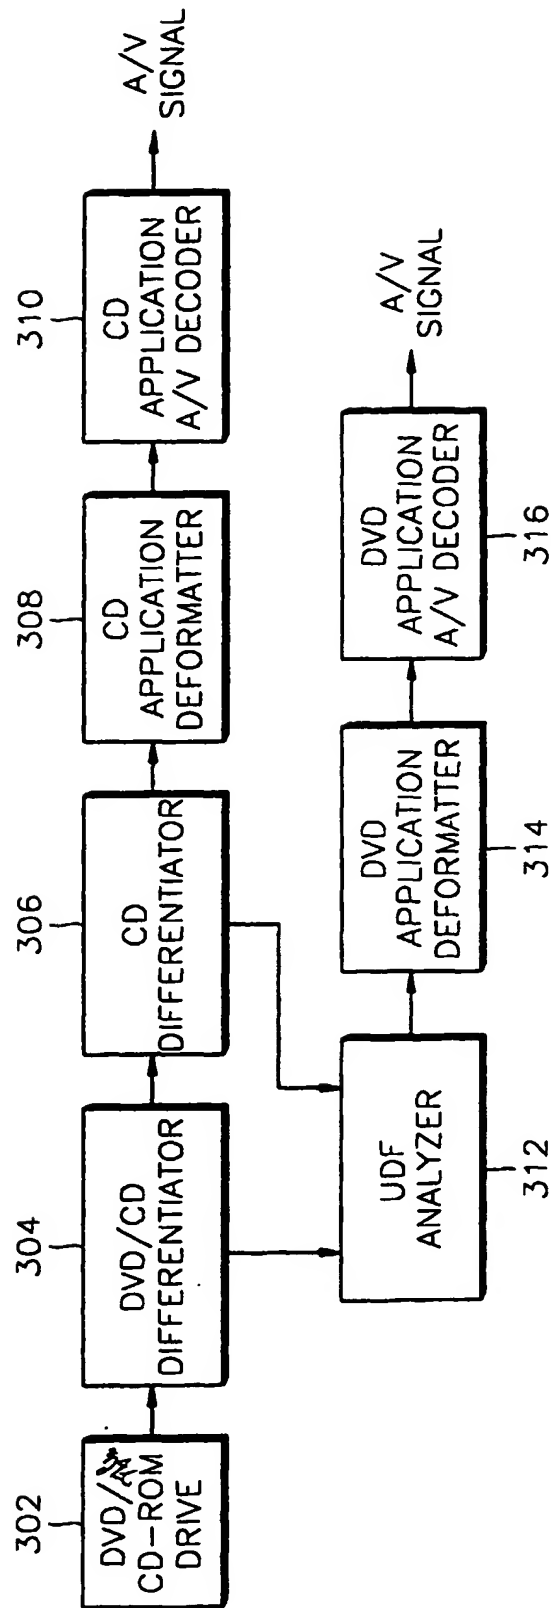 302
DVD/
CD-ROM
DRIVE
304
DVD/CD
DIFFERENTIATOR
306
CD
DIFFERENTIATOR
308
CD
APPLICATION
DEFORMATTER
310
CD
APPLICATION
A/V DECODER
A/V
SIGNAL
UDF
ANALYZER
312
DVD
APPLICATION
DEFORMATTER
314
DVD
APPLICATION
A/V DECODER
316
A/V
SIGNAL